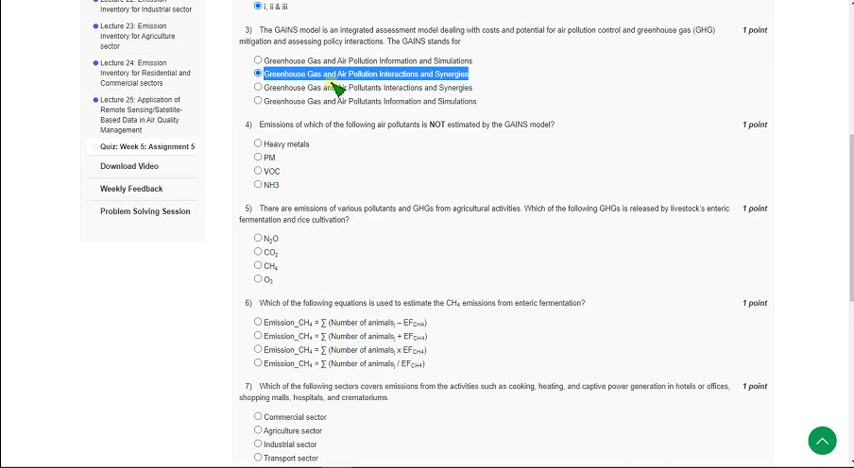 Lecture 22: Emission
Inventory for Industrial sector
Lecture 23: Emission
Inventory for Agriculture
sector
Lecture 24: Emission
Inventory for Residential and
Commercial sectors
Lecture 25: Application of
Remote Sensing/Satellite-
Based Data in Air Quality
Management
Quiz: Week 5: Assignment 5
Download Video
Weekly Feedback
Problem Solving Session
i, ii & iii
3) The GAINS model is an integrated assessment model dealing with costs and potential for air pollution control and greenhouse gas (GHG) 1 point
mitigation and assessing policy interactions. The GAINS stands for
Greenhouse Gas and Air Pollution Information and Simulations
Greenhouse Gas and Air Pollution Interactions and Synergies
Greenhouse Gas and Air Pollutants Interactions and Synergies
Greenhouse Gas and Air Pollutants Information and Simulations
4) Emissions of which of the following air pollutants is NOT estimated by the GAINS model? 1 point
Heavy metals
PM
VOC
NH3
5) There are emissions of various pollutants and GHGs from agricultural activities. Which of the following GHGs is released by livestock's enteric 1 point
fermentation and rice cultivation?
N₂O
CO₂
CH₄
O₃
6) Which of the following equations is used to estimate the CH₄ emissions from enteric fermentation? 1 point
Emission_CH₄ = ∑ (Number of animalsⱼ – EF_CH4)
Emission_CH₄ = ∑ (Number of animalsⱼ + EF_CH4)
Emission_CH₄ = ∑ (Number of animalsⱼ x EF_CH4)
Emission_CH₄ = ∑ (Number of animalsⱼ / EF_CH4)
7) Which of the following sectors covers emissions from the activities such as cooking, heating, and captive power generation in hotels or offices, 1 point
shopping malls, hospitals, and crematoriums.
Commercial sector
Agriculture sector
Industrial sector
Transport sector